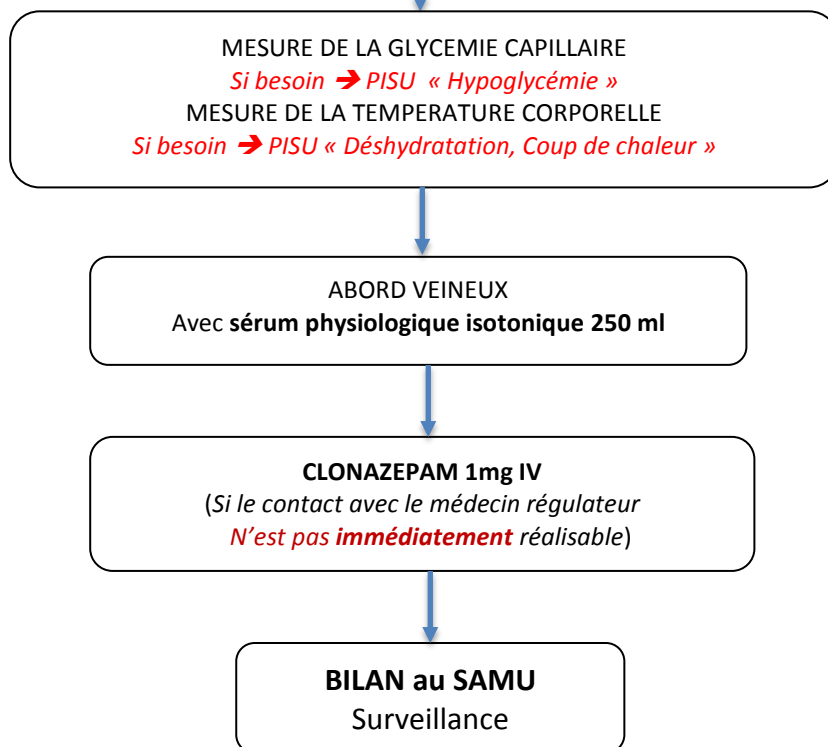 MESURE DE LA GLYCEMIE CAPILLAIRE
Si besoin ➔ PISU « Hypoglycémie »
MESURE DE LA TEMPERATURE CORPORELLE
Si besoin ➔ PISU « Déshydratation, Coup de chaleur »
ABORD VEINEUX
Avec sérum physiologique isotonique 250 ml
CLONAZEPAM 1mg IV
(Si le contact avec le médecin régulateur
N’est pas immédiatement réalisable)
BILAN au SAMU
Surveillance